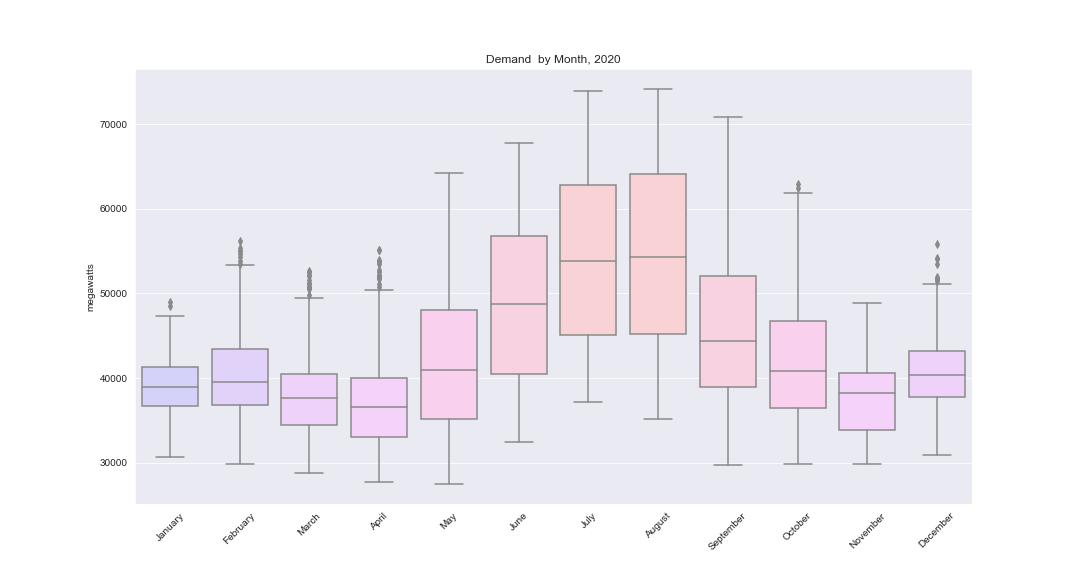 Demand  by Month, 2020
megawatts
70000
60000
50000
40000
30000
January
February
March
April
May
June
July
August
September
October
November
December